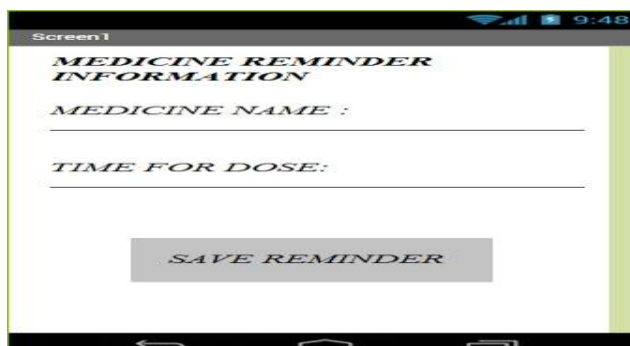 9:48
Screen1
MEDICINE REMINDER
INFORMATION
MEDICINE NAME :
TIME FOR DOSE:
SAVE REMINDER